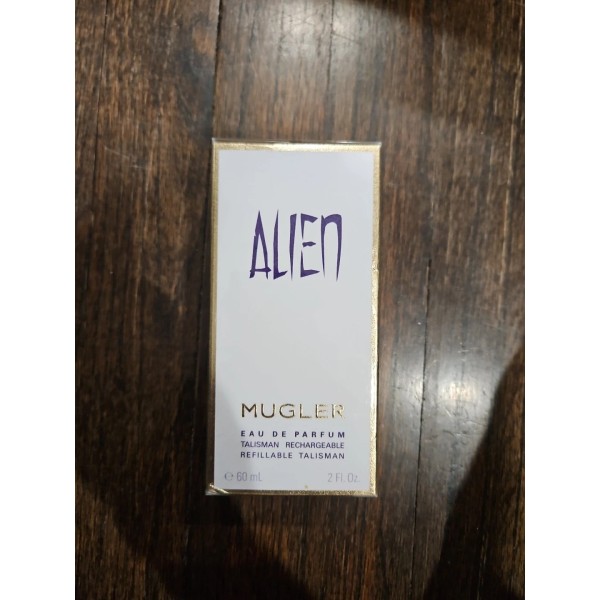 ALIEN
MUGLER
EAU DE PARFUM
TALISMAN RECHARGEABLE
REFILLABLE TALISMAN
℮ 60 mL 2 Fl. Oz.